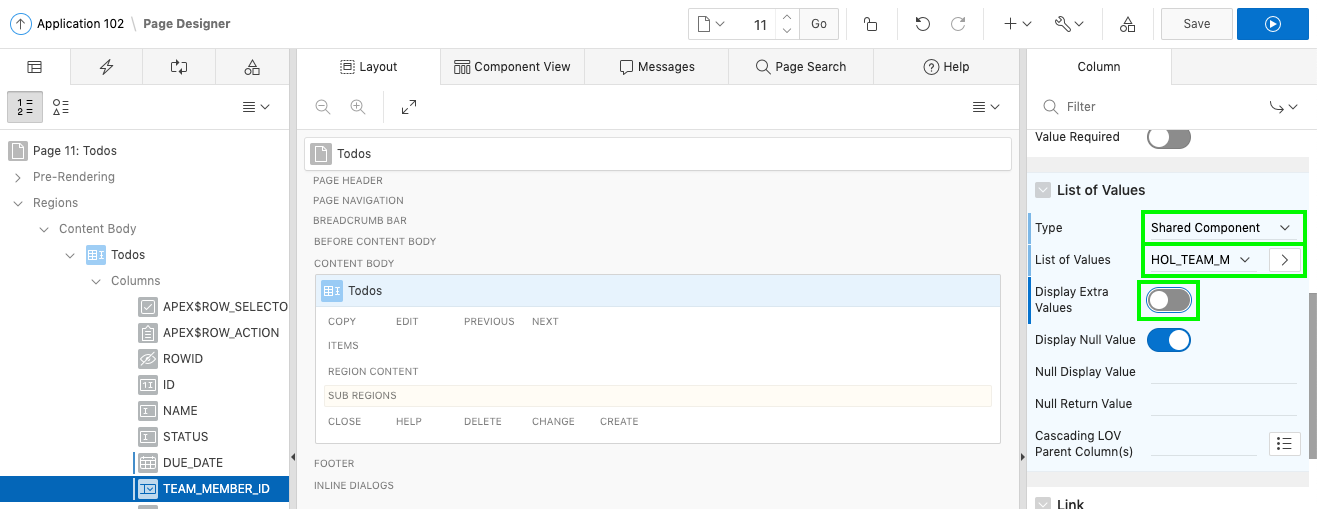 Application 102 \ Page Designer
11
Go
Save
Layout
Component View
Messages
Page Search
Help
Column
Filter
Page 11: Todos
Pre-Rendering
Regions
Content Body
Todos
Columns
APEX$ROW_SELECTO
APEX$ROW_ACTION
ROWID
ID
NAME
STATUS
DUE_DATE
TEAM_MEMBER_ID
Todos
PAGE HEADER
PAGE NAVIGATION
BREADCRUMB BAR
BEFORE CONTENT BODY
CONTENT BODY
Todos
COPY EDIT PREVIOUS NEXT
ITEMS
REGION CONTENT
SUB REGIONS
CLOSE HELP DELETE CHANGE CREATE
FOOTER
INLINE DIALOGS
Value Required
List of Values
Type Shared Component
List of Values HOL_TEAM_M
Display Extra
Values
Display Null Value
Null Display Value
Null Return Value
Cascading LOV
Parent Column(s)
Link